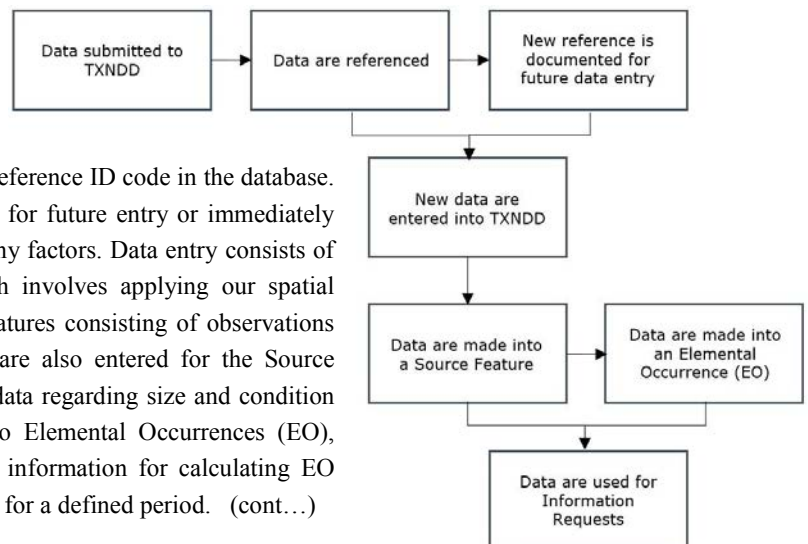 Data submitted to
TXNDD
Data are referenced
New reference is
documented for
future data entry
eference ID code in the database.
for future entry or immediately
ny factors. Data entry consists of
h involves applying our spatial
atures consisting of observations
are also entered for the Source
data regarding size and condition
o Elemental Occurrences (EO),
information for calculating EO
for a defined period. (cont…)
New data are
entered into TXNDD
Data are made into
a Source Feature
Data are made into
an Elemental
Occurrence (EO)
Data are used for
Information
Requests